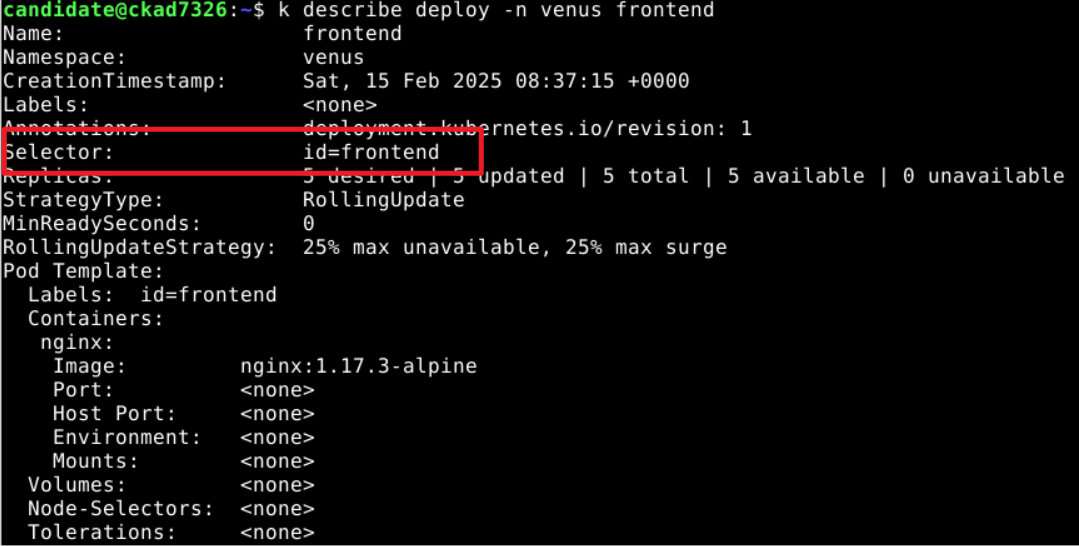 candidate@ckad7326:~$ k describe deploy -n venus frontend
Name:                   frontend
Namespace:              venus
CreationTimestamp:      Sat, 15 Feb 2025 08:37:15 +0000
Labels:                 <none>
Annotations:            deployment.kubernetes.io/revision: 1
Selector:               id=frontend
Replicas:               5 desired | 5 updated | 5 total | 5 available | 0 unavailable
StrategyType:           RollingUpdate
MinReadySeconds:        0
RollingUpdateStrategy:  25% max unavailable, 25% max surge
Pod Template:
  Labels:  id=frontend
  Containers:
   nginx:
    Image:         nginx:1.17.3-alpine
    Port:          <none>
    Host Port:     <none>
    Environment:   <none>
    Mounts:        <none>
  Volumes:         <none>
  Node-Selectors:  <none>
  Tolerations:     <none>